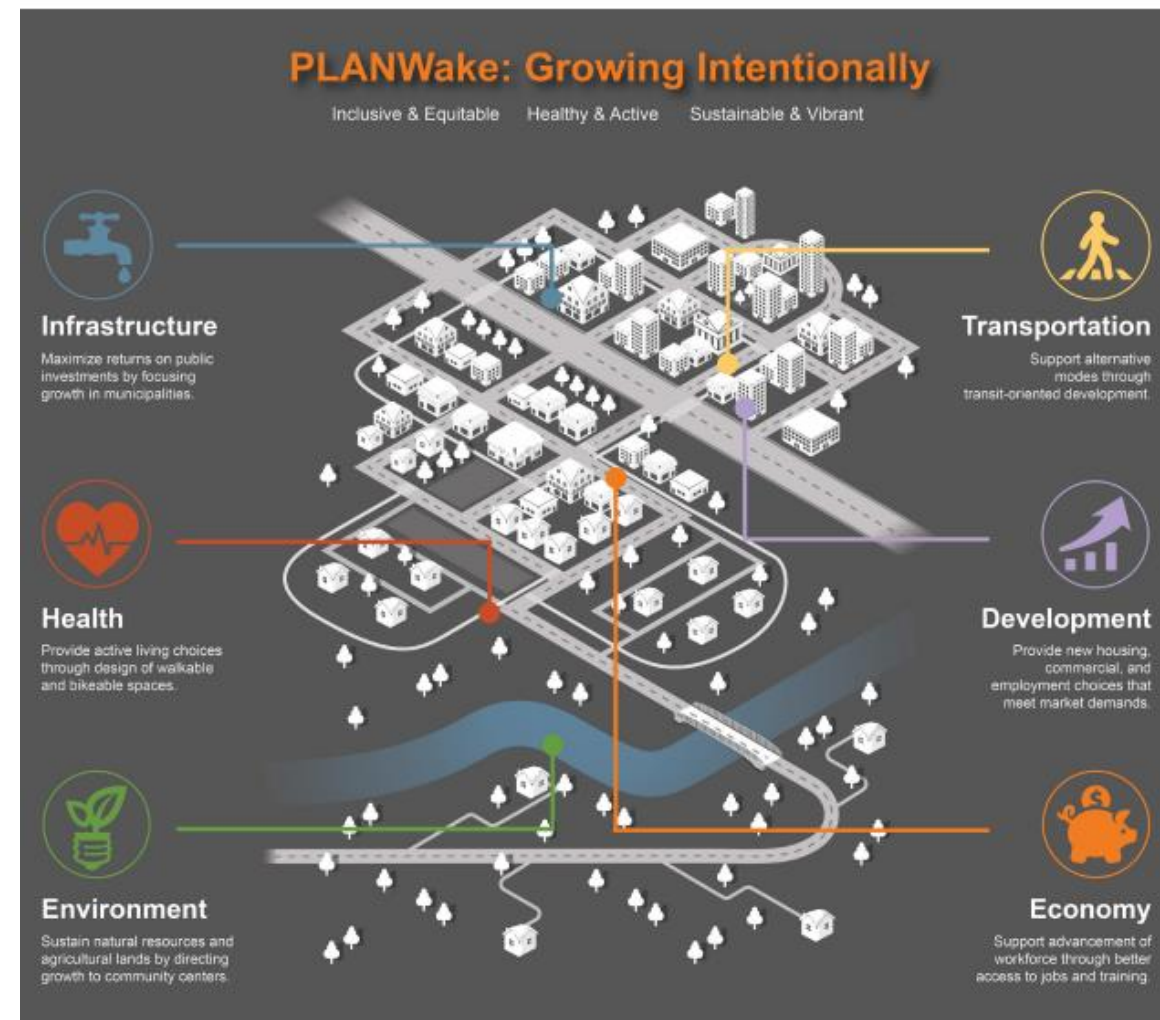 PLANWake: Growing Intentionally
Inclusive & Equitable Healthy & Active Sustainable & Vibrant
Infrastructure
Maximize returns on public
investments by focusing
growth in municipalities.
Transportation
Support alternative
modes through
transit-oriented development.
Health
Provide active living choices
through design of walkable
and bikeable spaces.
Development
Provide new housing,
commercial, and
employment choices that
meet market demands.
Environment
Sustain natural resources and
agricultural lands by directing
growth to community centers.
Economy
Support advancement of
workforce through better
access to jobs and training.